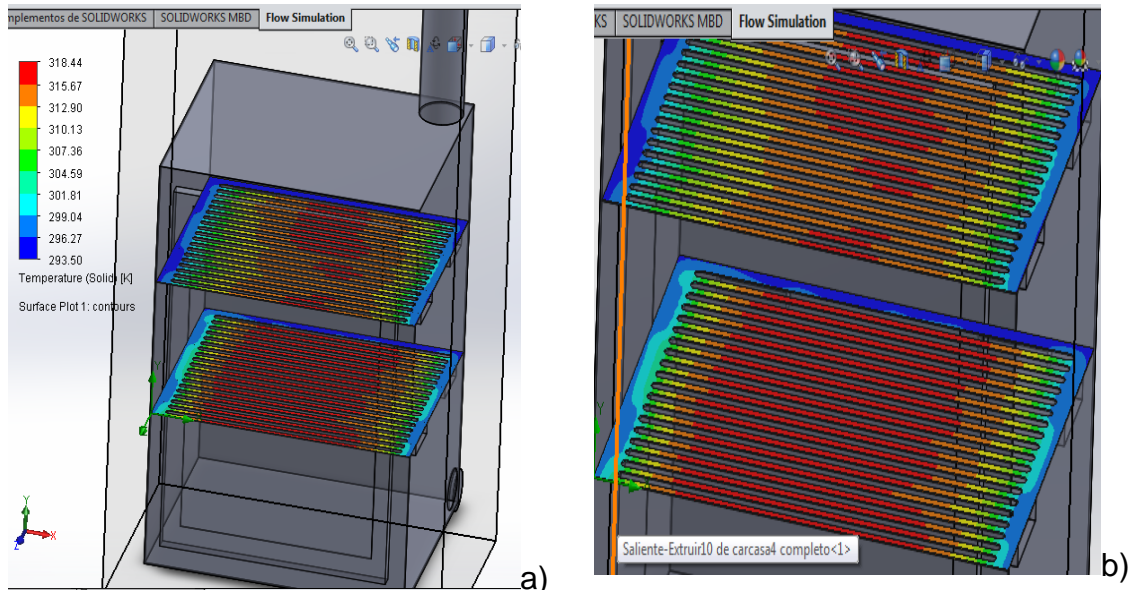 mplementos de SOLIDWORKS SOLIDWORKS MBD Flow Simulation
318.44
315.67
312.90
310.13
307.36
304.59
301.81
299.04
296.27
293.50
Temperature (Solid) [K]
Surface Plot 1: contours
Y
X
Z
Y
a)
KS SOLIDWORKS MBD Flow Simulation
Y
Saliente-Extruir10 de carcasa4 completo<1>
b)